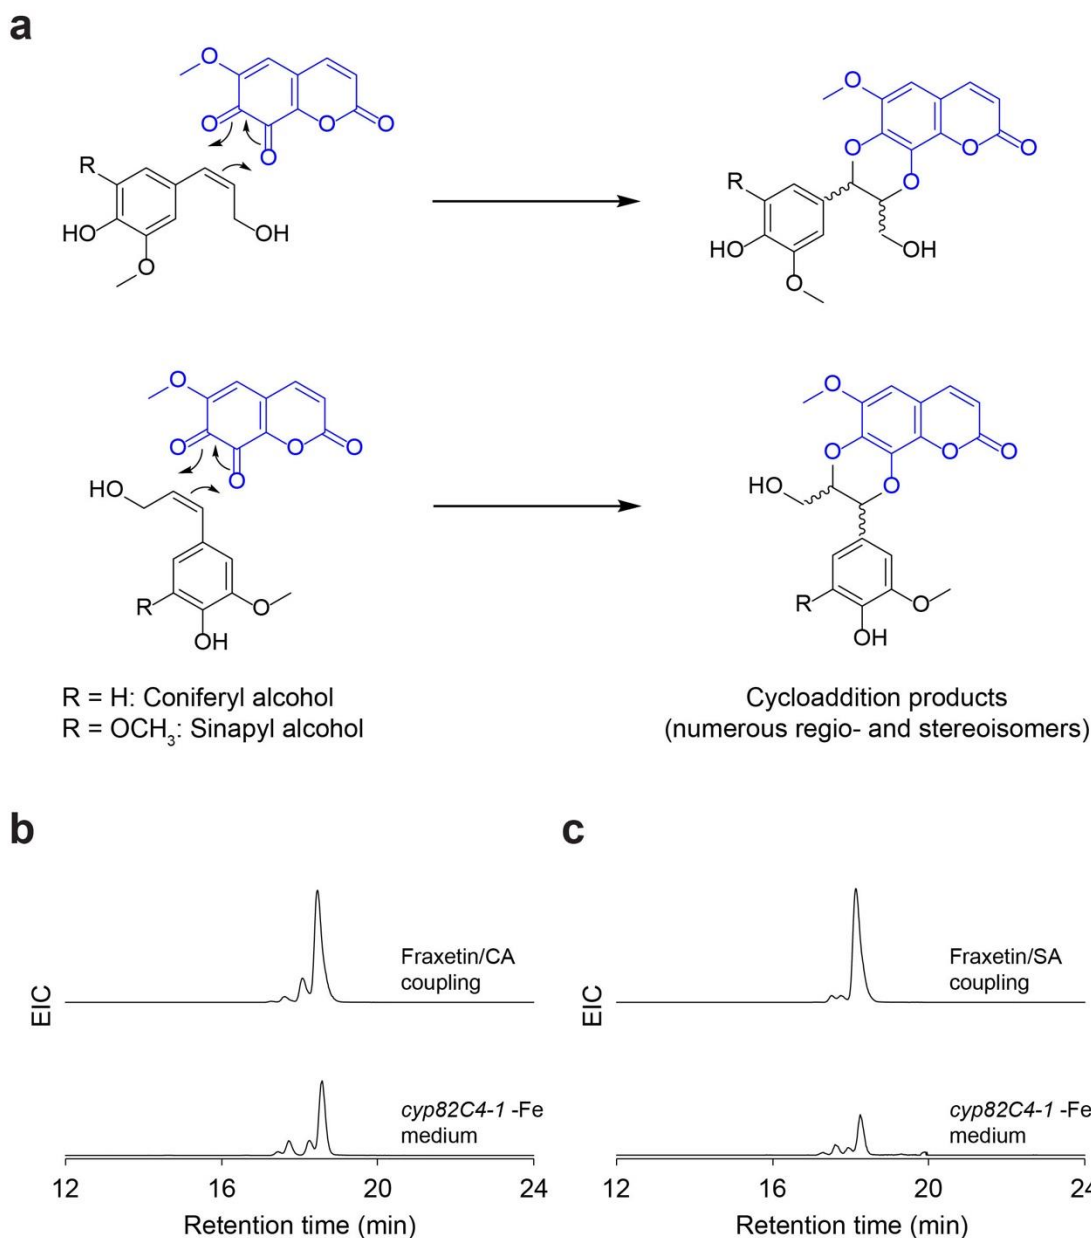 a
O
O
O
O
O
R
HO
O
OH
O
O
O
O
O
R
HO
O
OH
O
O
O
O
O
HO
R
O
OH
O
O
O
O
O
HO
R
O
OH
R = H: Coniferyl alcohol
R = OCH₃: Sinapyl alcohol
Cycloaddition products
(numerous regio- and stereoisomers)
b
EIC
Fraxetin/CA
coupling
cyp82C4-1 -Fe
medium
12
16
20
24
Retention time (min)
c
EIC
Fraxetin/SA
coupling
cyp82C4-1 -Fe
medium
12
16
20
24
Retention time (min)